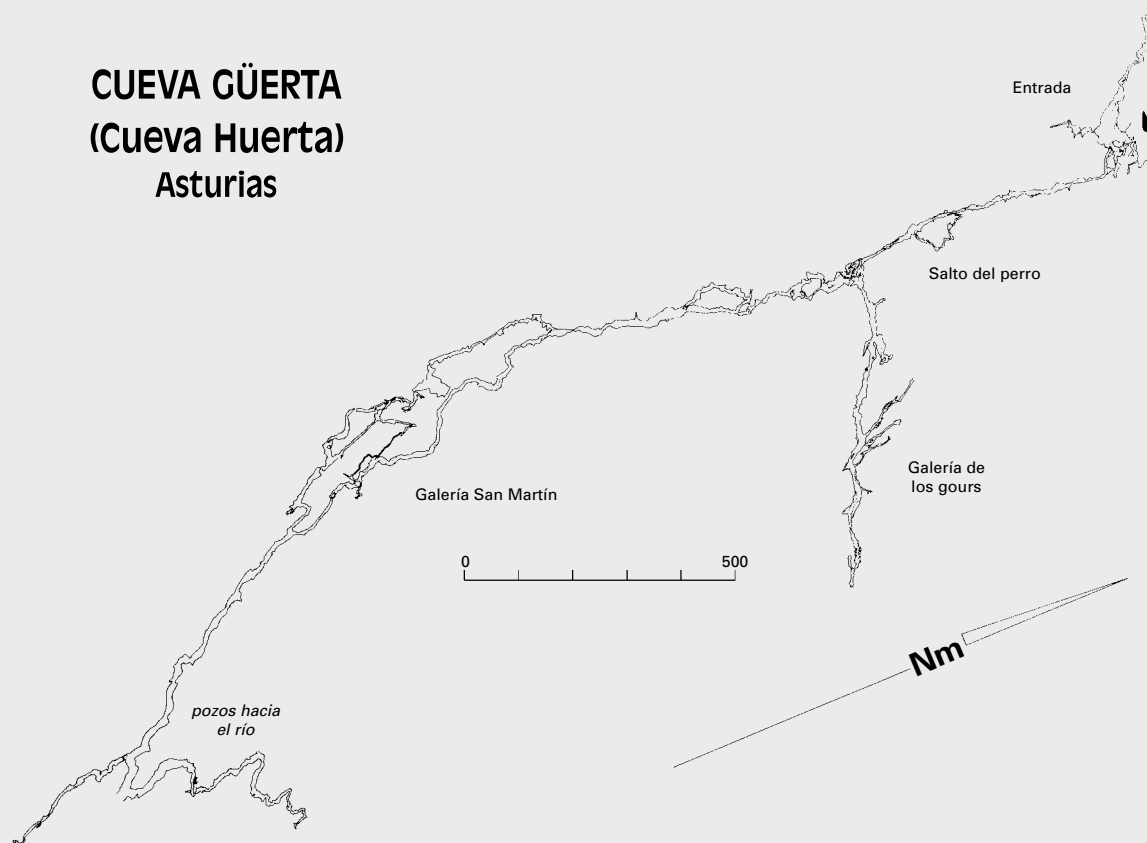 CUEVA GÜERTA
(Cueva Huerta)
Asturias
Entrada
Salto del perro
Galería de
los gours
Galería San Martín
0 500
Nm
pozos hacia
el río